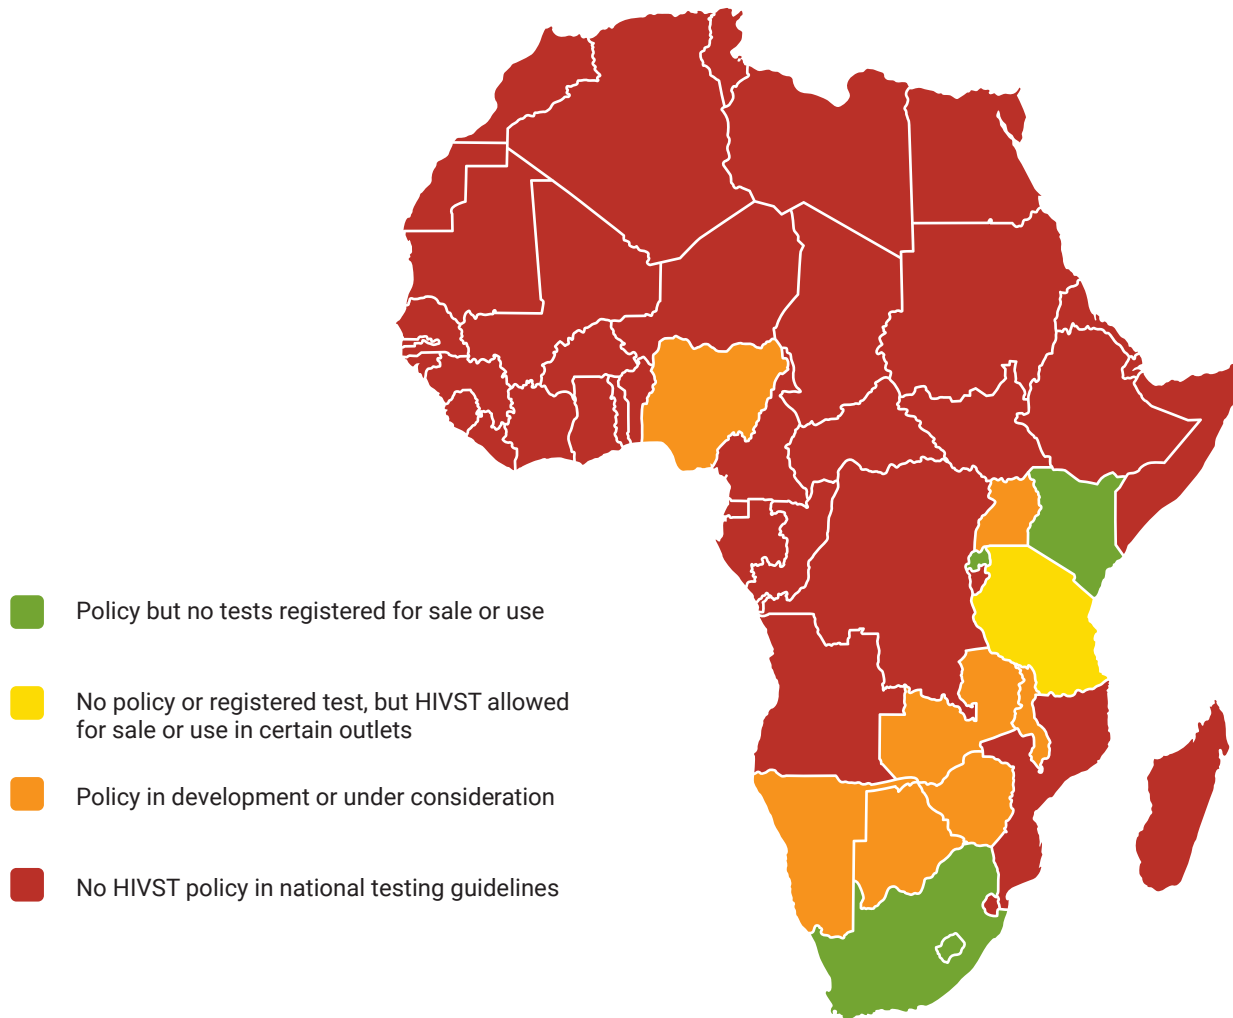 Policy but no tests registered for sale or use
No policy or registered test, but HIVST allowed
for sale or use in certain outlets
Policy in development or under consideration
No HIVST policy in national testing guidelines